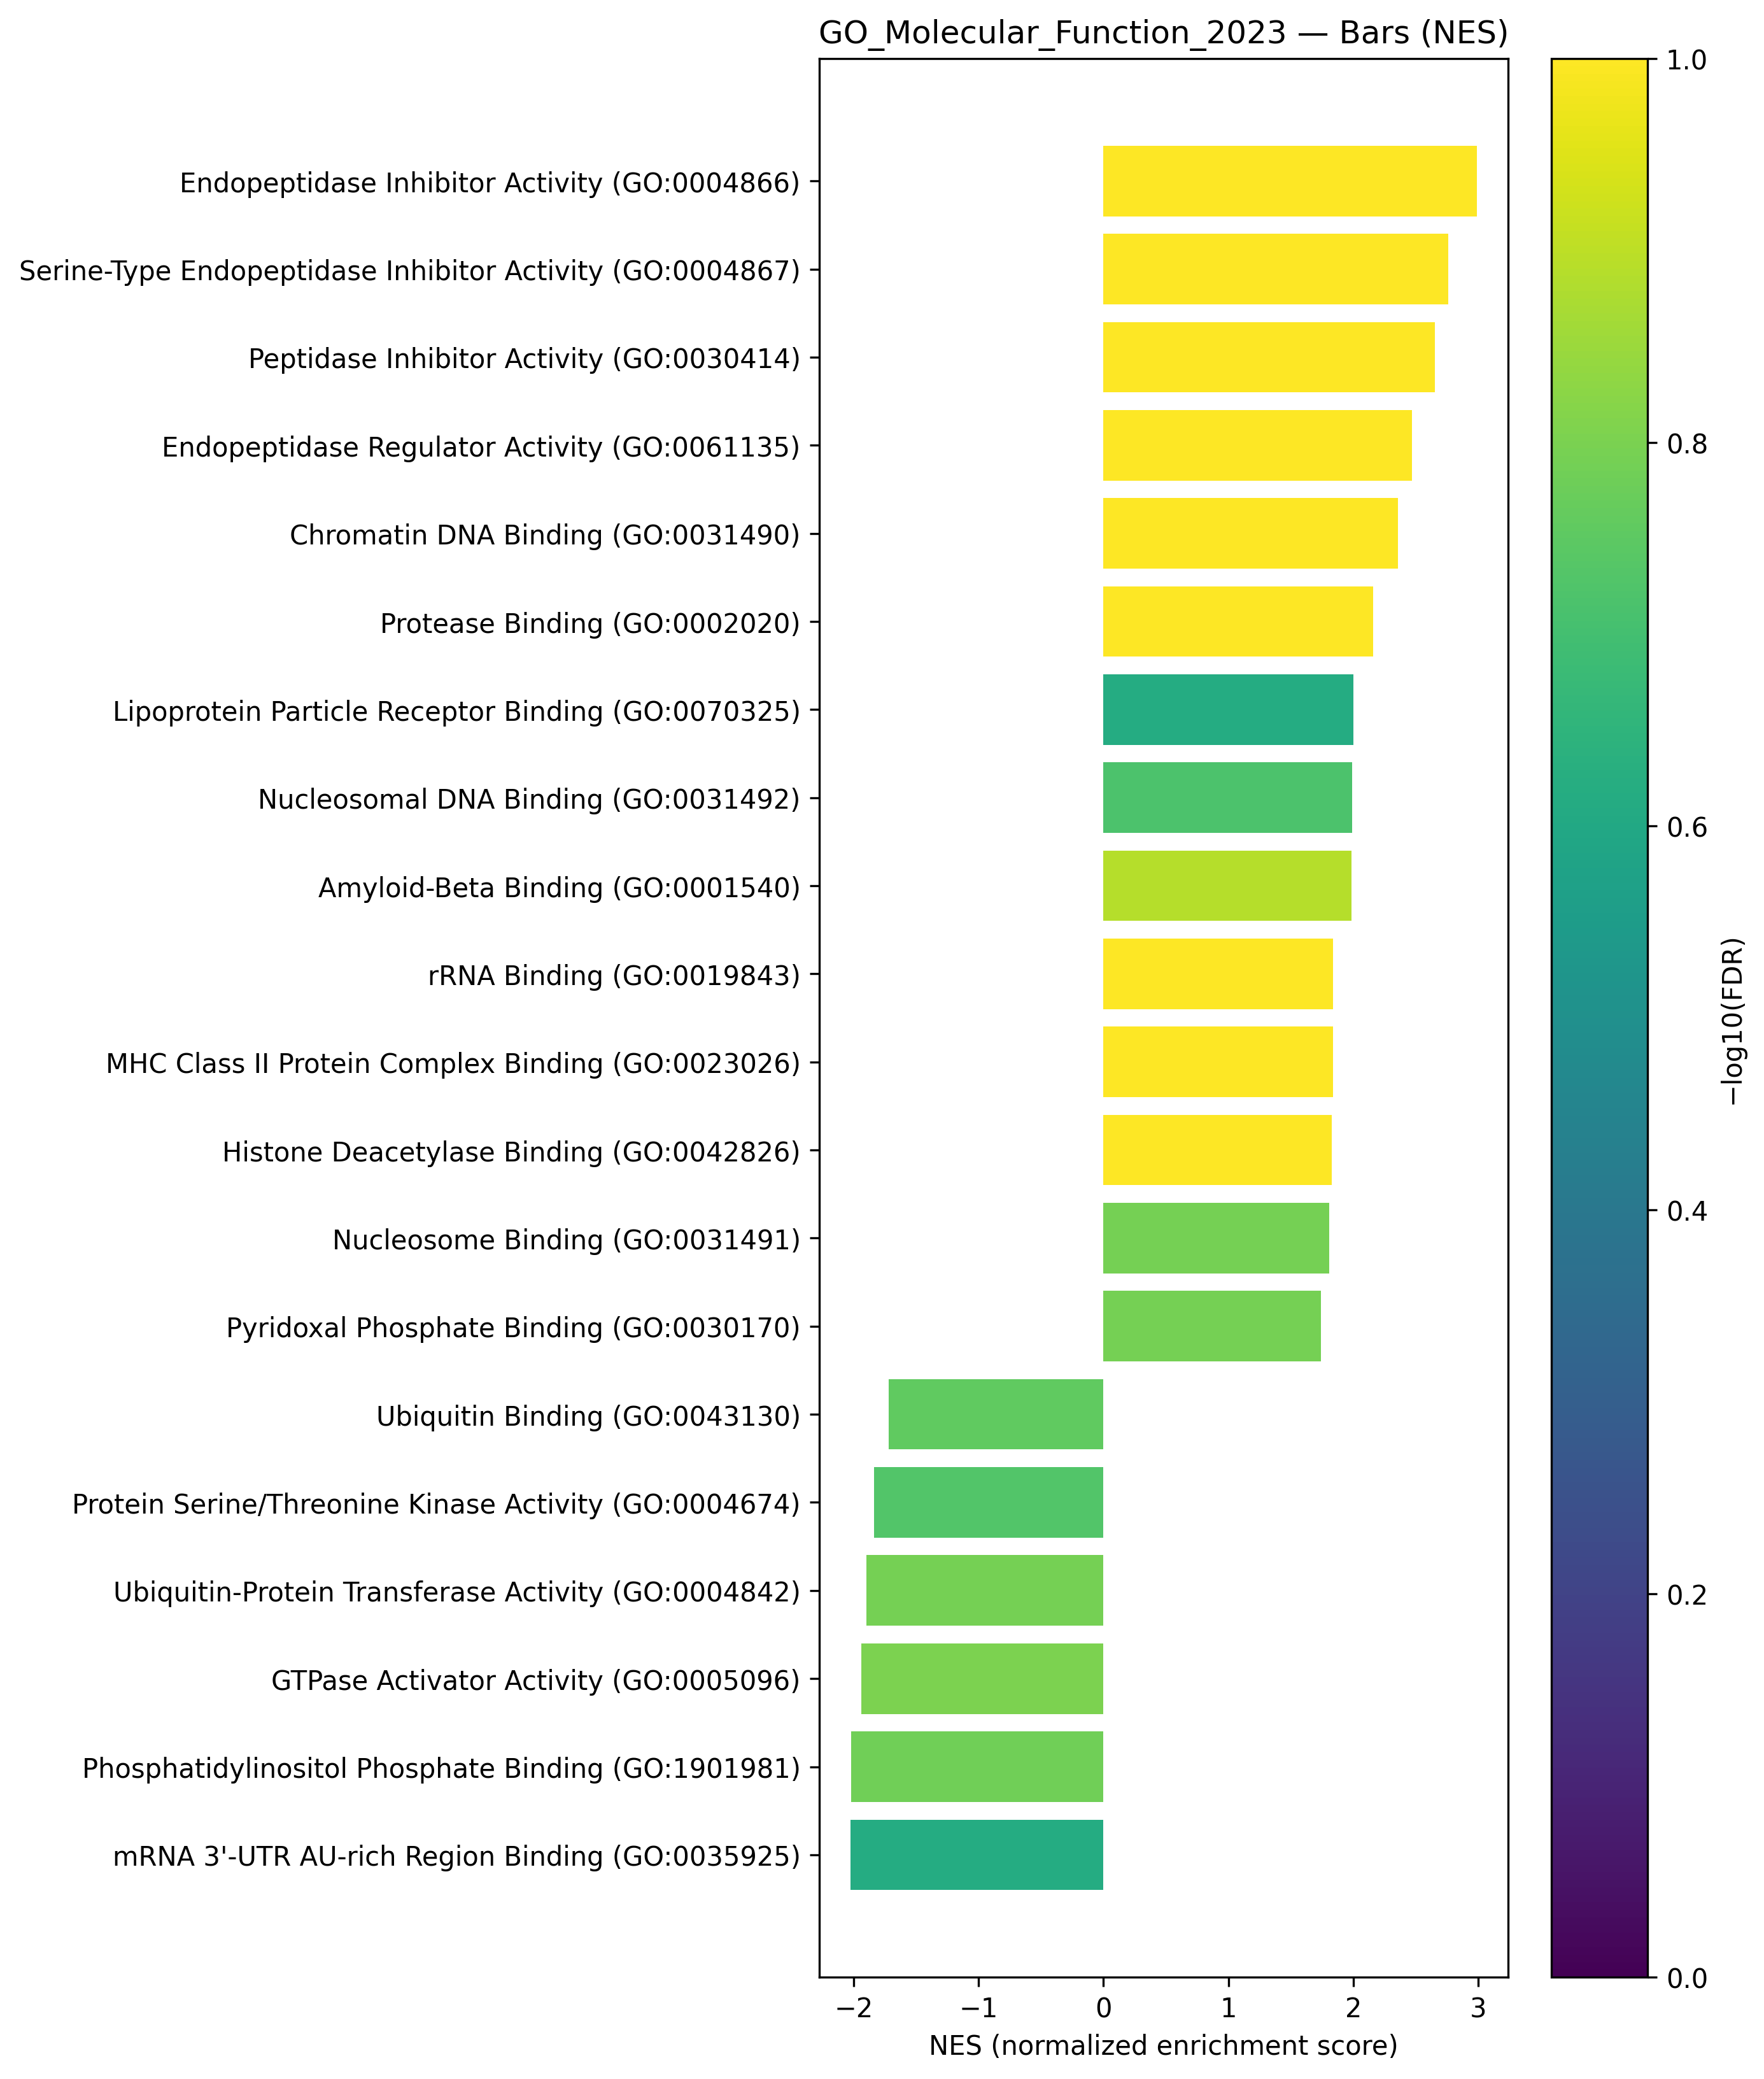 GO_Molecular_Function_2023 — Bars (NES)
Endopeptidase Inhibitor Activity (GO:0004866)
Serine-Type Endopeptidase Inhibitor Activity (GO:0004867)
Peptidase Inhibitor Activity (GO:0030414)
Endopeptidase Regulator Activity (GO:0061135)
Chromatin DNA Binding (GO:0031490)
Protease Binding (GO:0002020)
Lipoprotein Particle Receptor Binding (GO:0070325)
Nucleosomal DNA Binding (GO:0031492)
Amyloid-Beta Binding (GO:0001540)
rRNA Binding (GO:0019843)
MHC Class II Protein Complex Binding (GO:0023026)
Histone Deacetylase Binding (GO:0042826)
Nucleosome Binding (GO:0031491)
Pyridoxal Phosphate Binding (GO:0030170)
Ubiquitin Binding (GO:0043130)
Protein Serine/Threonine Kinase Activity (GO:0004674)
Ubiquitin-Protein Transferase Activity (GO:0004842)
GTPase Activator Activity (GO:0005096)
Phosphatidylinositol Phosphate Binding (GO:1901981)
mRNA 3'-UTR AU-rich Region Binding (GO:0035925)
−2 −1 0 1 2 3
NES (normalized enrichment score)
1.0
0.8
0.6
0.4
0.2
0.0
−log10(FDR)